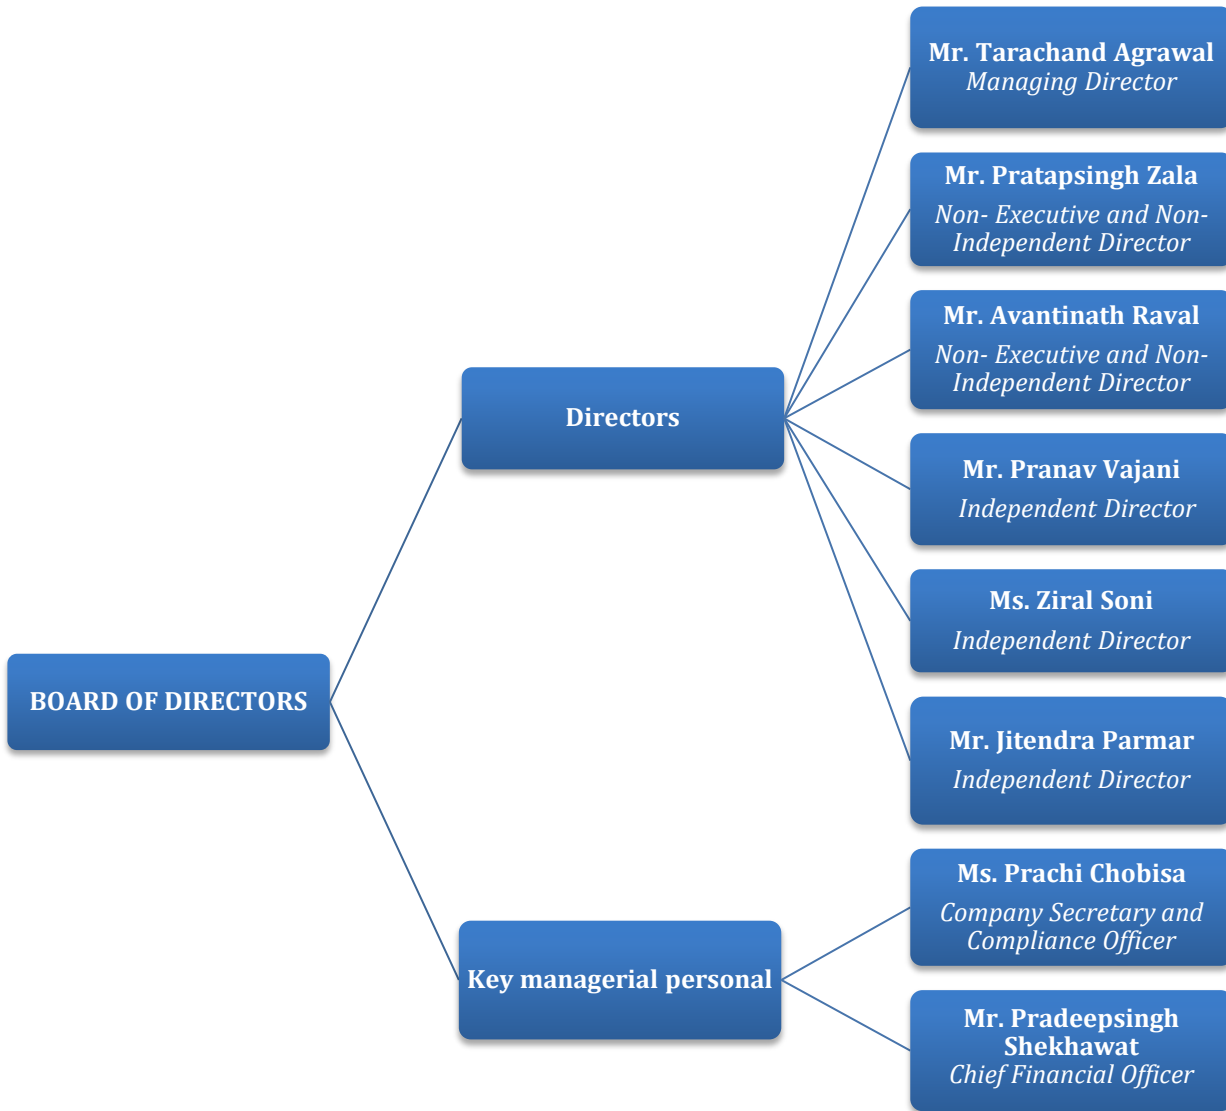 Mr. Tarachand Agrawal
Managing Director
Mr. Pratapsingh Zala
Non- Executive and Non-
Independent Director
Mr. Avantinath Raval
Non- Executive and Non-
Independent Director
Directors
Mr. Pranav Vajani
Independent Director
Ms. Ziral Soni
Independent Director
BOARD OF DIRECTORS
Mr. Jitendra Parmar
Independent Director
Ms. Prachi Chobisa
Company Secretary and
Compliance Officer
Key managerial personal
Mr. Pradeepsingh
Shekhawat
Chief Financial Officer